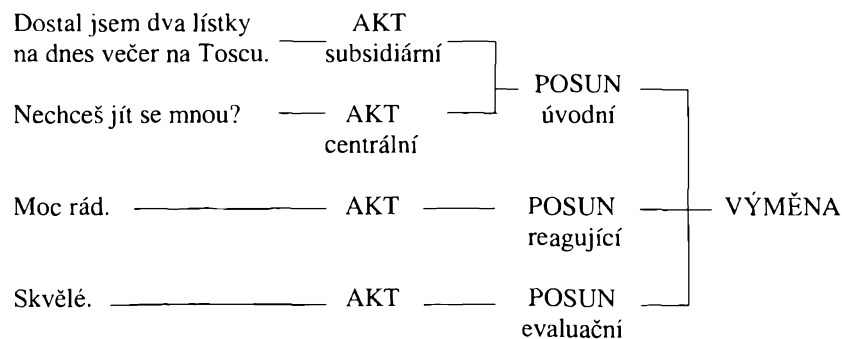 Dostal jsem dva lístky AKT
na dnes večer na Toscu. subsidiární
POSUN
úvodní
Nechceš jít se mnou? AKT
centrální
Moc rád. AKT POSUN VÝMĚNA
reagující
Skvělé. AKT POSUN
evaluační